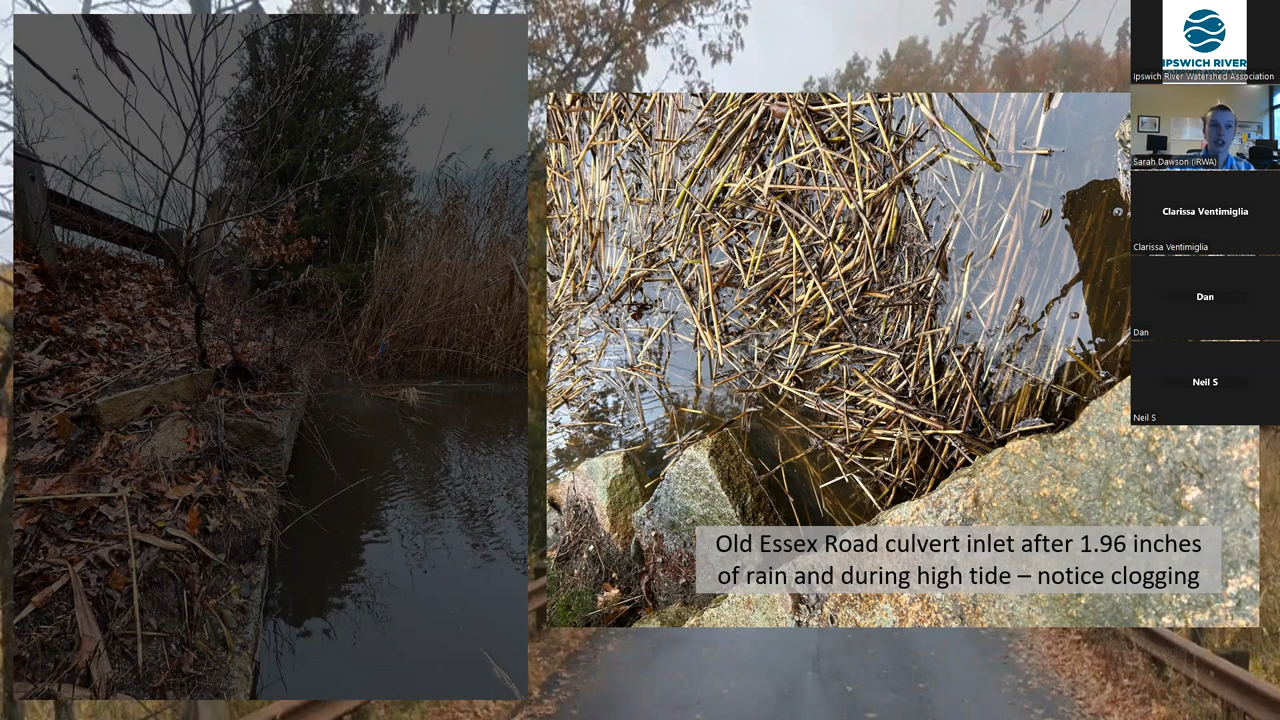 IPSWICH RIVER
Ipswich River Watershed Association
Sarah Dawson (IRWA)
Clarissa Ventimiglia
Clarissa Ventimiglia
Dan
Dan
Neil S
Neil S
Old Essex Road culvert inlet after 1.96 inches
of rain and during high tide – notice clogging